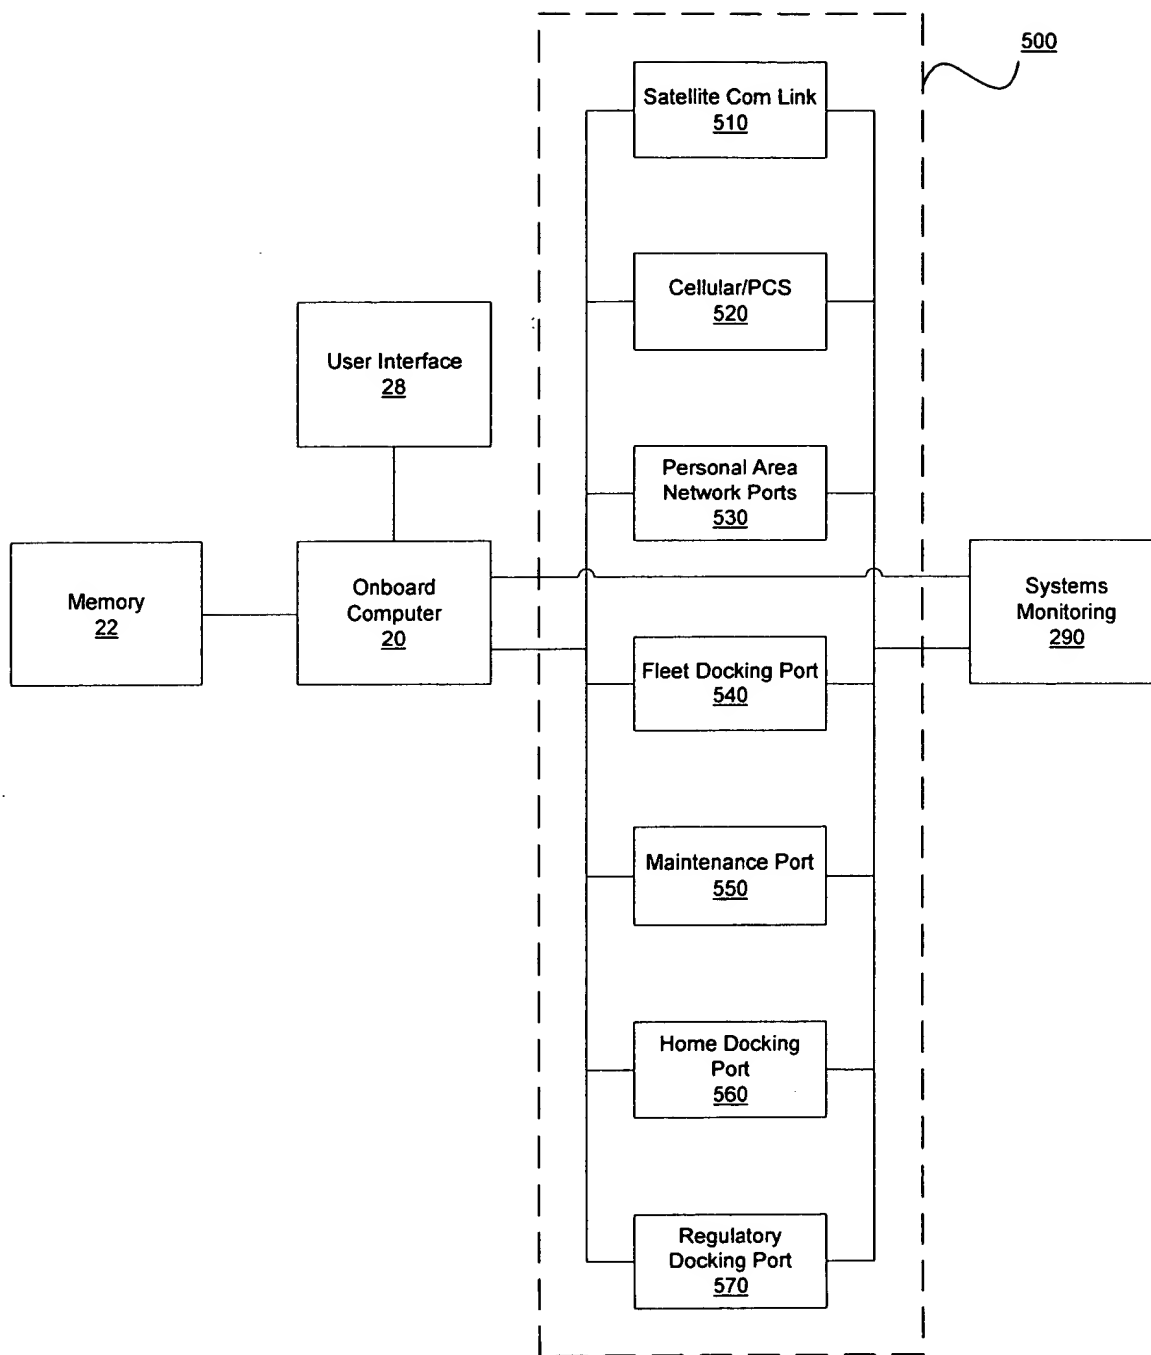 500
Satellite Com Link
510
Cellular/PCS
520
User Interface
28
Personal Area
Network Ports
530
Memory
22
Onboard
Computer
20
Systems
Monitoring
290
Fleet Docking Port
540
Maintenance Port
550
Home Docking
Port
560
Regulatory
Docking Port
570